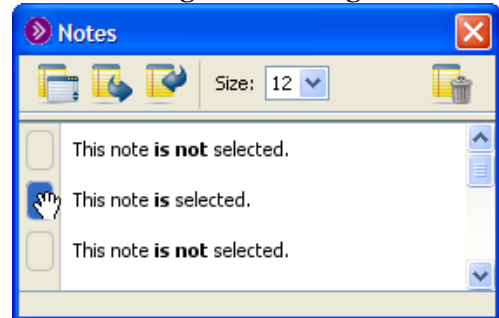 Notes
Size: 12
This note is not selected.
This note is selected.
This note is not selected.